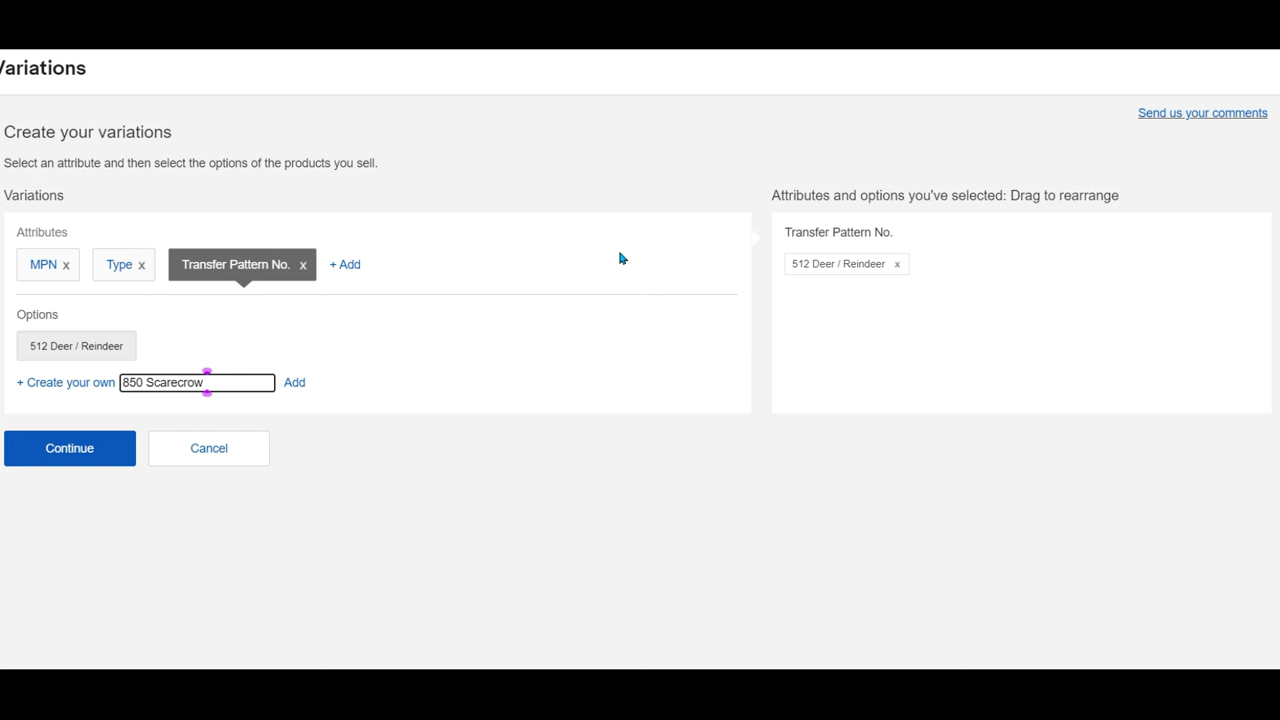 Variations
Send us your comments
Create your variations
Select an attribute and then select the options of the products you sell.
Variations
Attributes and options you've selected: Drag to rearrange
Attributes
MPN x Type x Transfer Pattern No. x + Add
Options
512 Deer / Reindeer
+ Create your own 850 Scarecrow Add
Transfer Pattern No.
512 Deer / Reindeer x
Continue Cancel